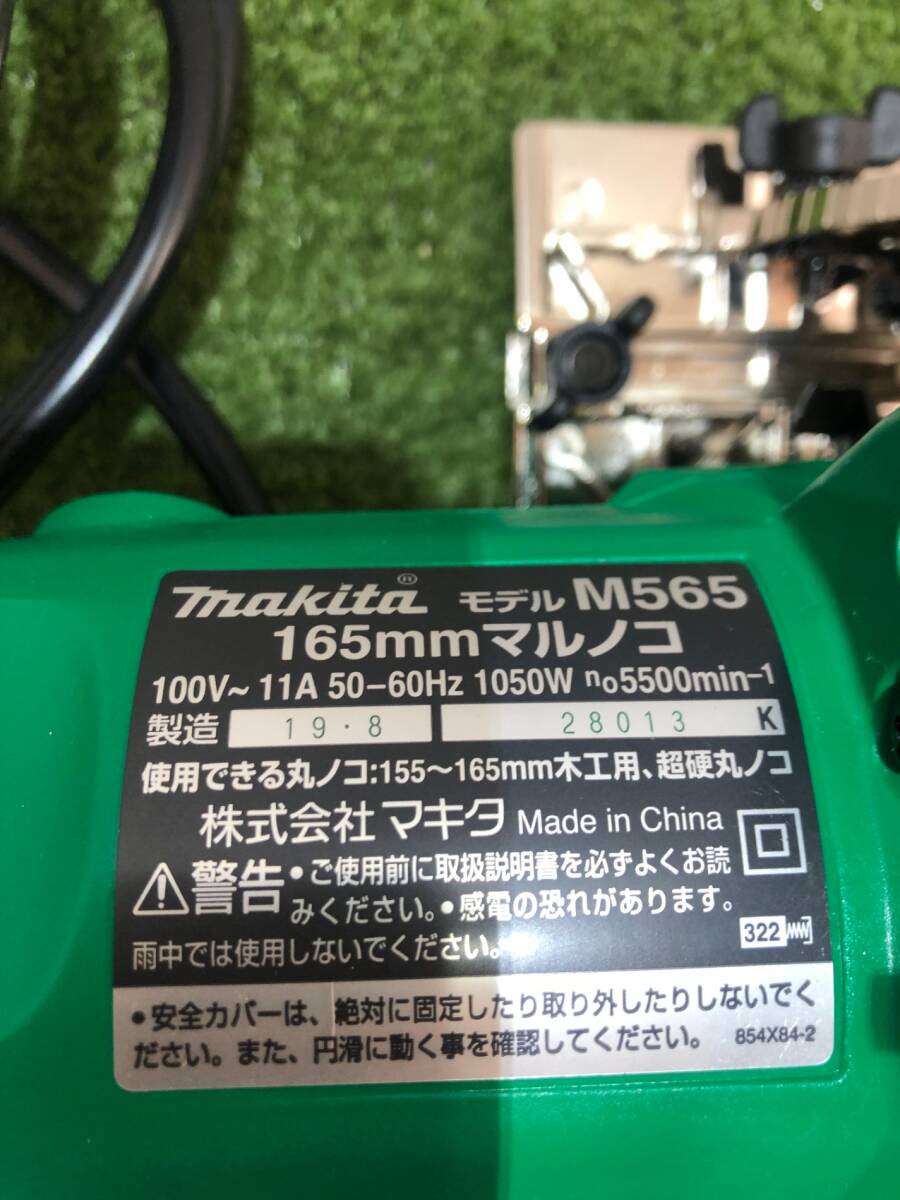 makita® モデル M565
165mmマルノコ
100V~ 11A 50-60Hz 1050W no5500min-1
製造 19・8 28013 K
使用できる丸ノコ:155~165mm木工用、超硬丸ノコ
株式会社マキタ Made in China
警告 ・ご使用前に取扱説明書を必ずよくお読
みください。・感電の恐れがあります。
雨中では使用しないでください。 322
・安全カバーは、絶対に固定したり取り外したりしないでく
ださい。また、円滑に動く事を確認してください。 854X84-2